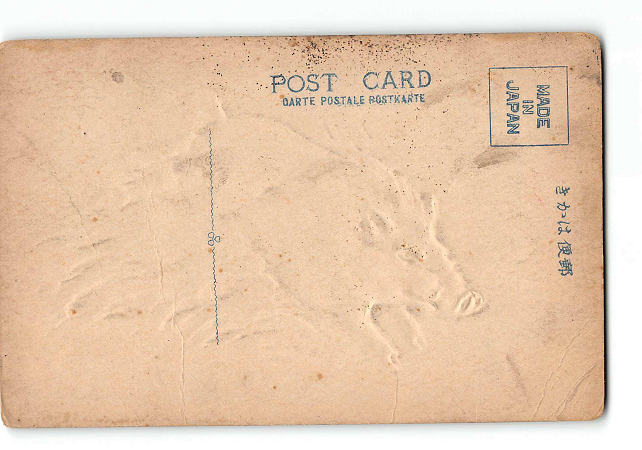 POST CARD
CARTE POSTALE POSTKARTE
MADE
IN
JAPAN
きかは便郵